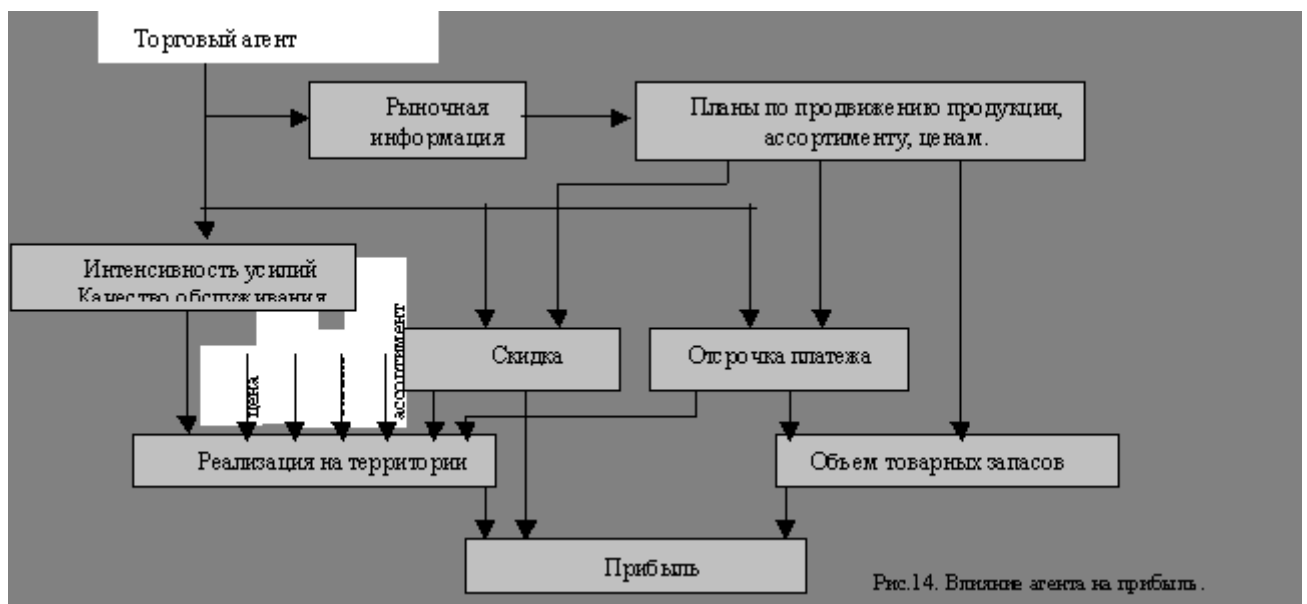 Торговый агент
Рыночная
информация
Планы по продвижению продукции,
ассортименту, ценам.
Интенсивность усилий
Качество обслуживания
цена
ассортимент
Скидка
Отсрочка платежа
Реализация на территории
Объем товарных запасов
Прибыль
Рис.14. Влияние агента на прибыль.